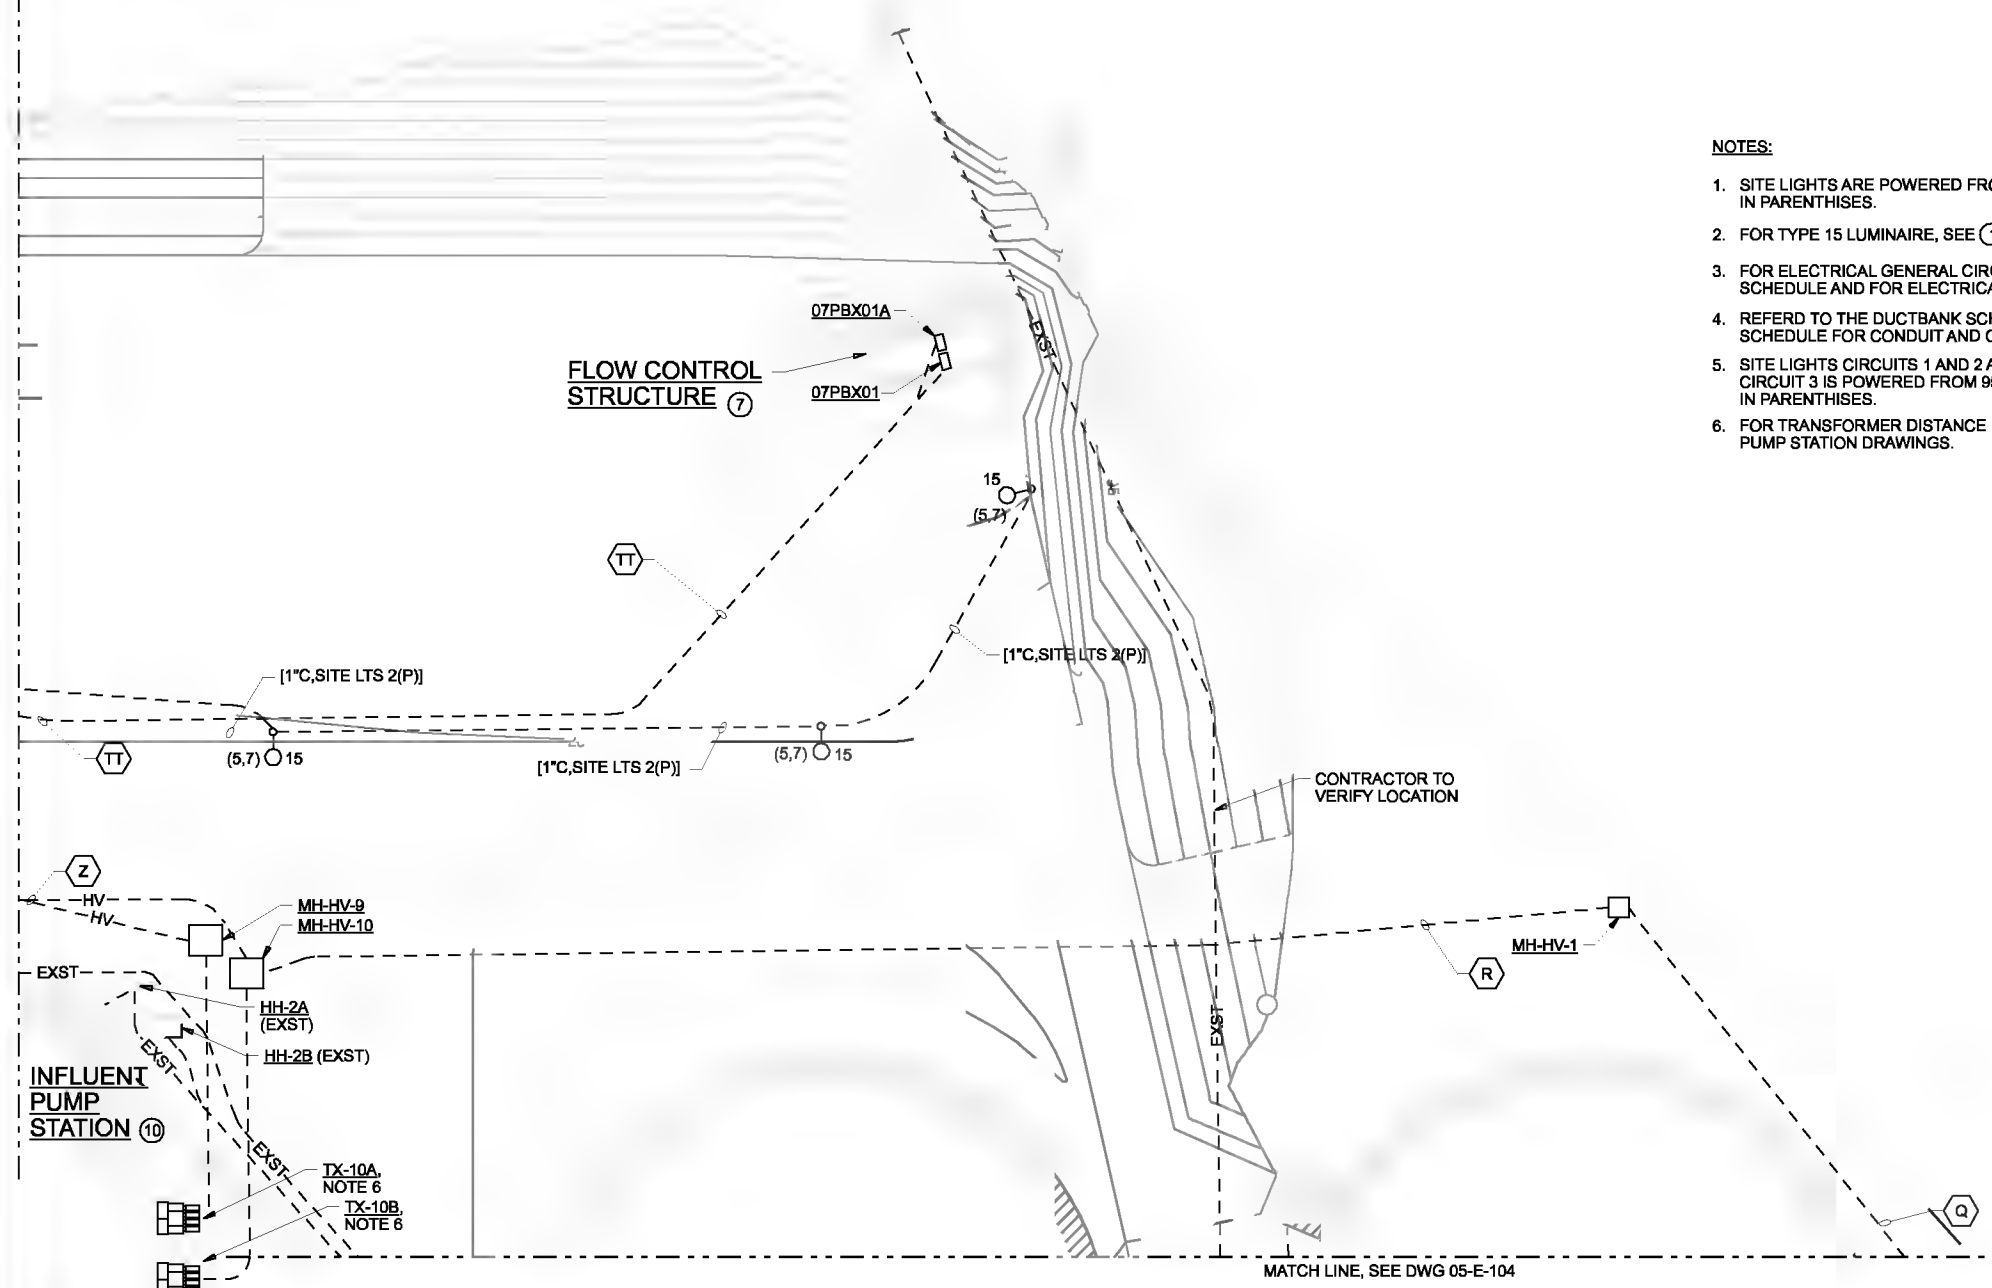 NOTES:
1. SITE LIGHTS ARE POWERED
IN PARENTHISES.
2. FOR TYPE 15 LUMINAIRE, SEE
3. FOR ELECTRICAL GENERAL
SCHEDULE AND FOR
4. REFERD TO THE DUCTBANK
SCHEDULE FOR CONDUIT AND
5. SITE LIGHTS CIRCUITS 1 AND 2
CIRCUIT 3 IS POWERED FROM
IN PARENTHISES.
6. FOR TRANSFORMER DISTANCE
PUMP STATION DRAWINGS.
07PBX01A
EXST
FLOW CONTROL
STRUCTURE 7
07PBX01
15
(5,7)
TT
[1"C,SITE LTS 2(P)]
[1"C,SITE LTS 2(P)]
TT
(5,7) 15
[1"C,SITE LTS 2(P)]
(5,7) 15
CONTRACTOR TO
VERIFY LOCATION
Z
HV
HV
MH-HV-9
MH-HV-10
MH-HV-1
R
EXST
HH-2A
(EXST)
EXST
EXST
HH-2B (EXST)
INFLUENT
PUMP
STATION 10
EXST
TX-10A,
NOTE 6
TX-10B,
NOTE 6
Q
MATCH LINE, SEE DWG 05-E-104